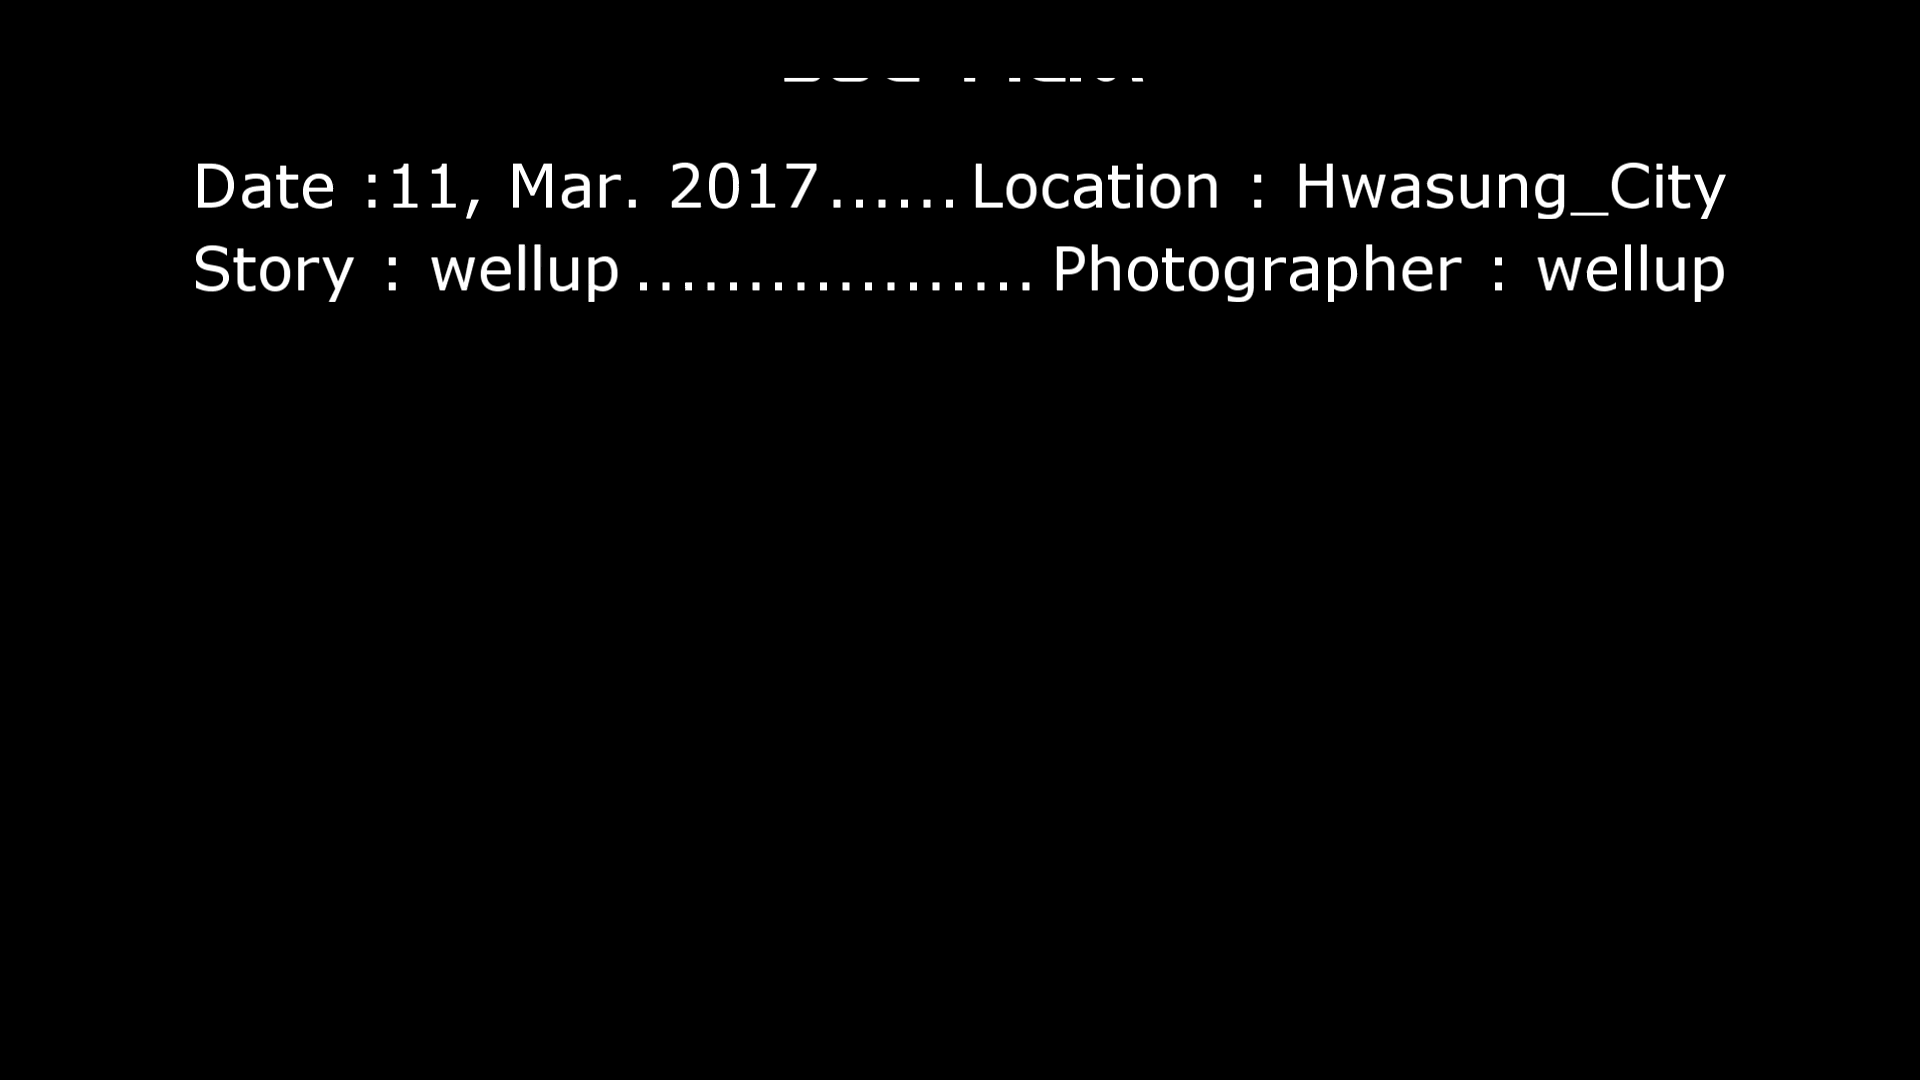 Date :11, Mar. 2017......Location : Hwasung_City
Story : wellup..................Photographer : wellup